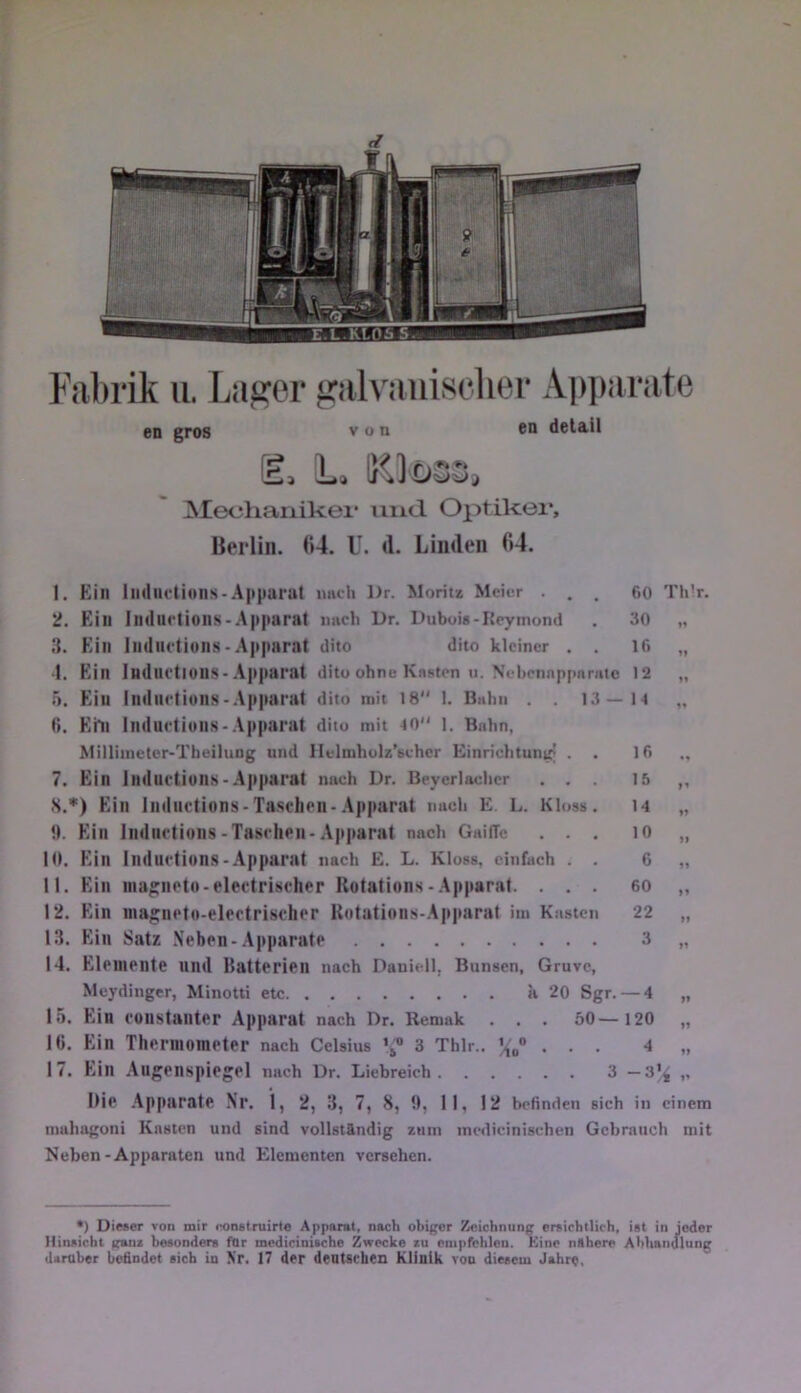 d
A
a
g
e
h
E. L. KLOSS.
Fabrik u. Lager galvanischer Apparate
en gros von en detail
E. L. Kloss,
Mechaniker und Optiker,
Berlin. 64. U. d. Linden 64.
1. Ein Inductions-Apparat nach Dr. Moritz Meier . . . 60 Thlr.
2. Ein Inductions-Apparat nach Dr. Dubois-Reymond . 30 „
3. Ein Inductions-Apparat dito dito kleiner . . 16 „
4. Ein Inductions-Apparat dito ohne Kasten u. Nebenapparate 12 „
5. Ein Inductions-Apparat dito mit 18" l. Bahn . . 13 — 14 „
6. Ein Inductions-Apparat dito mit 40" l. Bahn,
Millimeter-Theilung und Helmholz'scher Einrichtung . . 16 „
7. Ein Inductions-Apparat nach Dr. Beyerlacher . . . 15 „
8.*) Ein Inductions-Taschen-Apparat nach E. L. Kloss. 14 „
9. Ein Inductions-Taschen-Apparat nach Gaiffe . . . 10 „
10. Ein Inductions-Apparat nach E. L. Kloss, einfach . . 6 „
11. Ein magneto-electrischer Rotations-Apparat. . . . 60 „
12. Ein magneto-electrischer Rotations-Apparat im Kasten 22 „
13. Ein Satz Neben-Apparate . . . . . . . . . . 3 „
14. Elemente und Batterien nach Daniell, Bunsen, Gruve,
Meydinger, Minotti etc. . . . . . . . . à 20 Sgr. — 4 „
15. Ein constanter Apparat nach Dr. Remak . . . 50 — 120 „
16. Ein Thermometer nach Celsius 1/5° 3 Thlr.. 1/10° . . . 4 „
17. Ein Augenspiegel nach Dr. Liebreich . . . . . . 3 — 3½ „
Die Apparate Nr. 1, 2, 3, 7, 8, 9, 11, 12 befinden sich in einem
mahagoni Kasten und sind vollständig zum medicinischen Gebrauch mit
Neben-Apparaten und Elementen versehen.
*) Dieser von mir construirte Apparat, nach obiger Zeichnung ersichtlich, ist in jeder
Hinsicht ganz besonders für medicinische Zwecke zu empfehlen. Eine nähere Abhandlung
darüber befindet sich in Nr. 17 der deutschen Klinik von diesem Jahre.